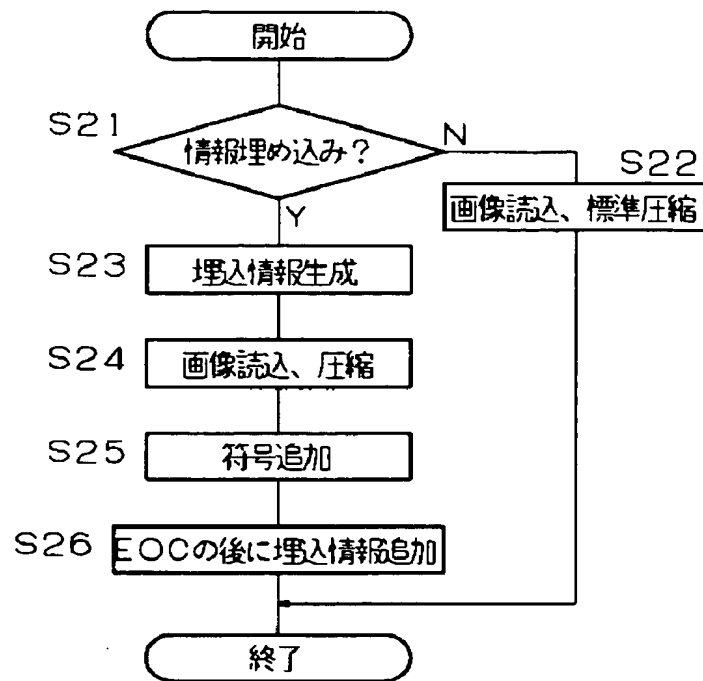 開始
S21
情報埋め込み？
N
S22
画像読込、標準圧縮
Y
S23
埋込情報生成
S24
画像読込、圧縮
S25
符号追加
S26
EOCの後に埋込情報追加
終了